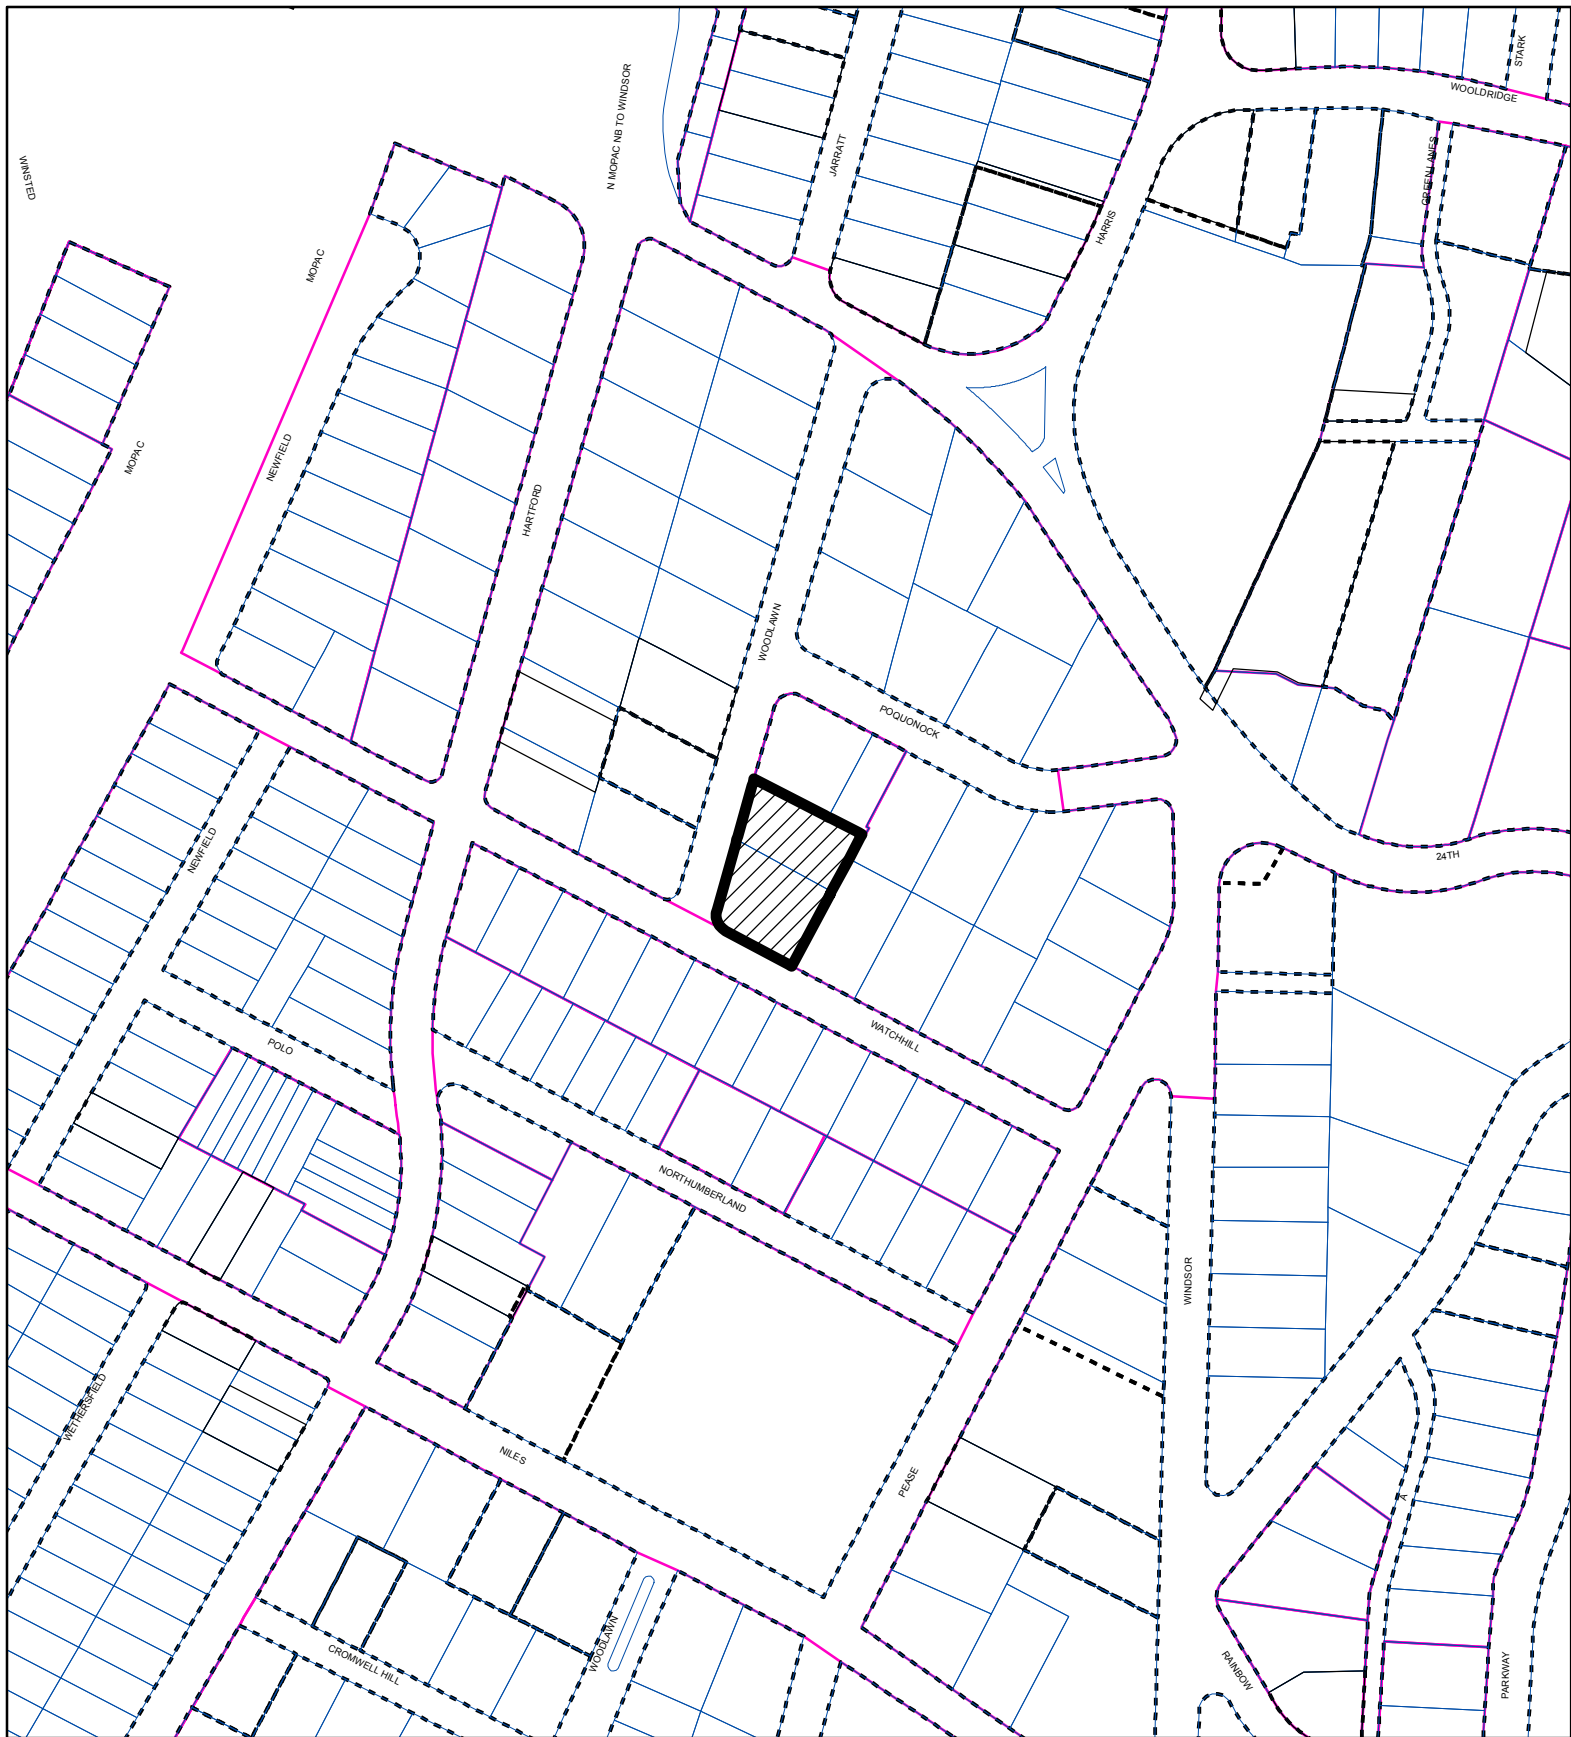 STARK
WOOLDRIDGE
N MOPAC NB TO WINDSOR
JARRATT
GREENLANES
WINSTED
HARRIS
MOPAC
MOPAC
NEWFIELD
HARTFORD
WOODLAWN
POQUONOCK
NEWFIELD
24TH
WATCHHILL
POLO
NORTHUMBERLAND
WINDSOR
WETHERSFIELD
NILES
PEASE
A
WOODLAWN
CROMWELL HILL
RAINBOW
PARKWAY